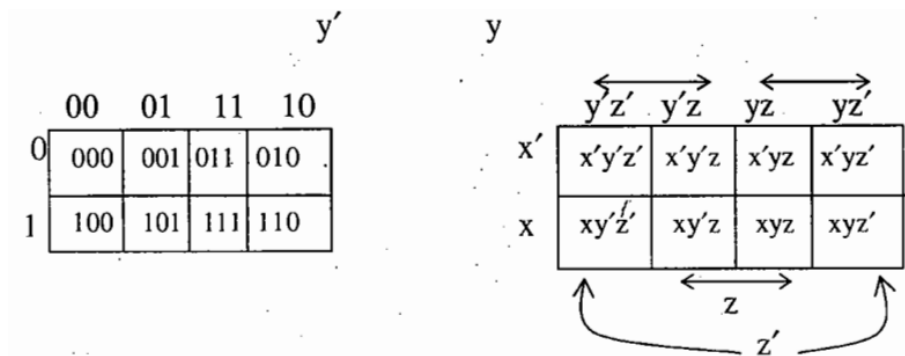 y′ y
00 01 11 10
y′z′ y′z yz yz′
0 000 001 011 010
x′ x′y′z′ x′y′z x′yz x′yz′
1 100 101 111 110
x xy′z′ xy′z xyz xyz′
z
z′